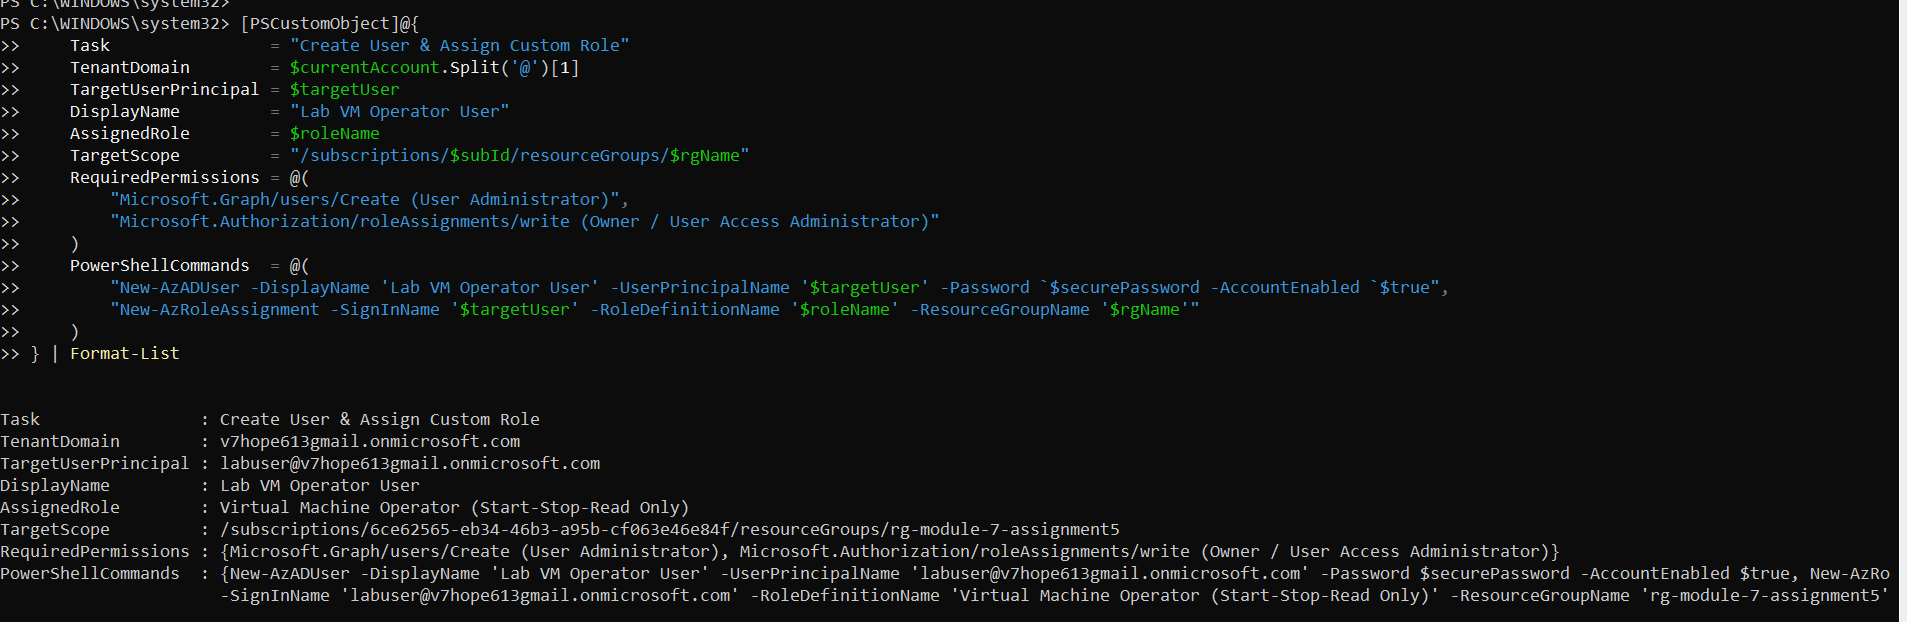 PS C:\WINDOWS\system32>
PS C:\WINDOWS\system32> [PSCustomObject]@{
>>     Task                = "Create User & Assign Custom Role"
>>     TenantDomain        = $currentAccount.Split('@')[1]
>>     TargetUserPrincipal = $targetUser
>>     DisplayName         = "Lab VM Operator User"
>>     AssignedRole        = $roleName
>>     TargetScope         = "/subscriptions/$subId/resourceGroups/$rgName"
>>     RequiredPermissions = @(
>>         "Microsoft.Graph/users/Create (User Administrator)",
>>         "Microsoft.Authorization/roleAssignments/write (Owner / User Access Administrator)"
>>     )
>>     PowerShellCommands  = @(
>>         "New-AzADUser -DisplayName 'Lab VM Operator User' -UserPrincipalName '$targetUser' -Password `$securePassword -AccountEnabled `$true",
>>         "New-AzRoleAssignment -SignInName '$targetUser' -RoleDefinitionName '$roleName' -ResourceGroupName '$rgName'"
>>     )
>> } | Format-List
Task                : Create User & Assign Custom Role
TenantDomain        : v7hope613gmail.onmicrosoft.com
TargetUserPrincipal : labuser@v7hope613gmail.onmicrosoft.com
DisplayName         : Lab VM Operator User
AssignedRole        : Virtual Machine Operator (Start-Stop-Read Only)
TargetScope         : /subscriptions/6ce62565-eb34-46b3-a95b-cf063e46e84f/resourceGroups/rg-module-7-assignment5
RequiredPermissions : {Microsoft.Graph/users/Create (User Administrator), Microsoft.Authorization/roleAssignments/write (Owner / User Access Administrator)}
PowerShellCommands  : {New-AzADUser -DisplayName 'Lab VM Operator User' -UserPrincipalName 'labuser@v7hope613gmail.onmicrosoft.com' -Password $securePassword -AccountEnabled $true, New-AzRo
                      -SignInName 'labuser@v7hope613gmail.onmicrosoft.com' -RoleDefinitionName 'Virtual Machine Operator (Start-Stop-Read Only)' -ResourceGroupName 'rg-module-7-assignment5'